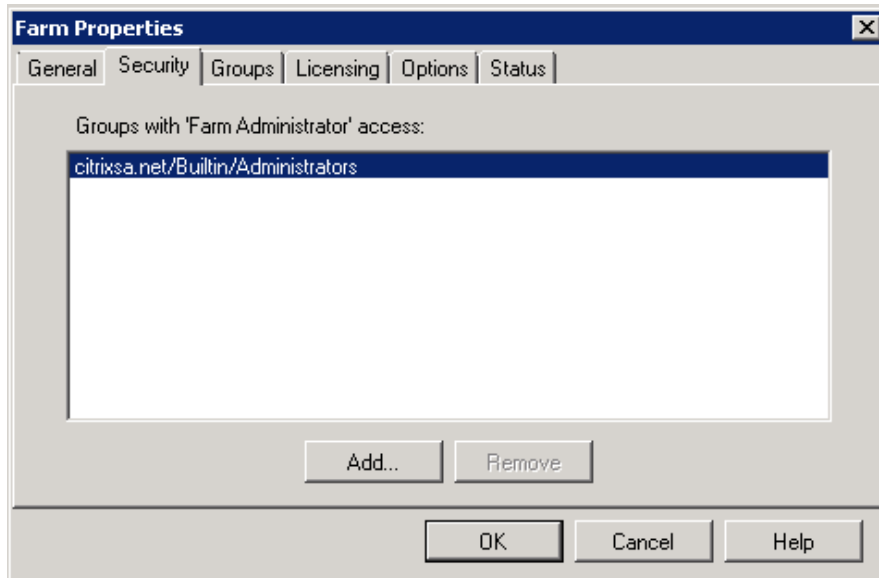 Farm Properties
General Security Groups Licensing Options Status
Groups with 'Farm Administrator' access:
citrixsa.net/Builtin/Administrators
Add... Remove
OK Cancel Help